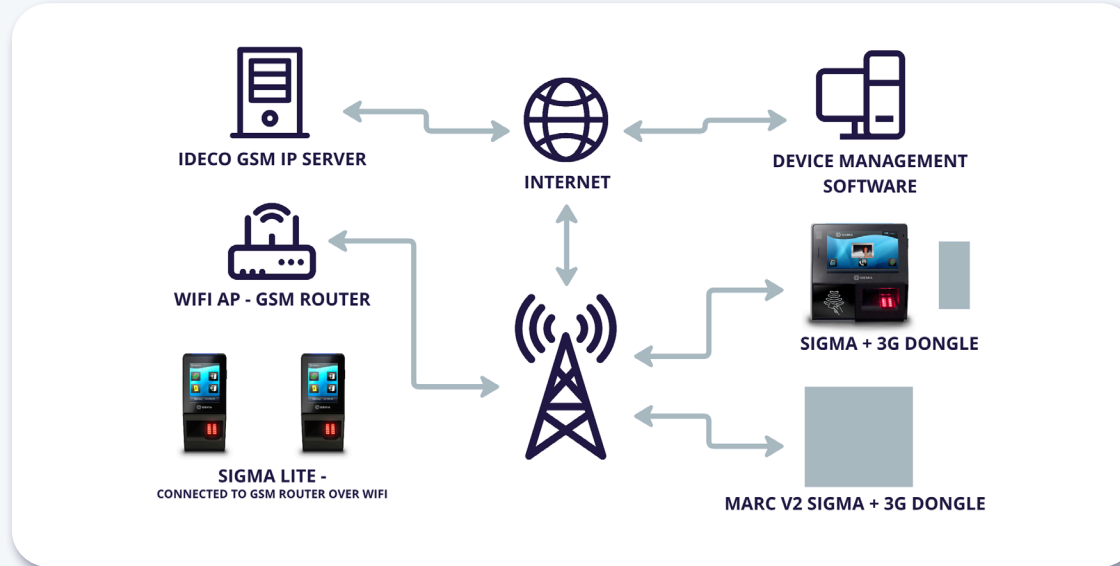 IDECO GSM IP SERVER
INTERNET
DEVICE MANAGEMENT
SOFTWARE
WIFI AP - GSM ROUTER
SIGMA + 3G DONGLE
SIGMA LITE -
CONNECTED TO GSM ROUTER OVER WIFI
MARC V2 SIGMA + 3G DONGLE